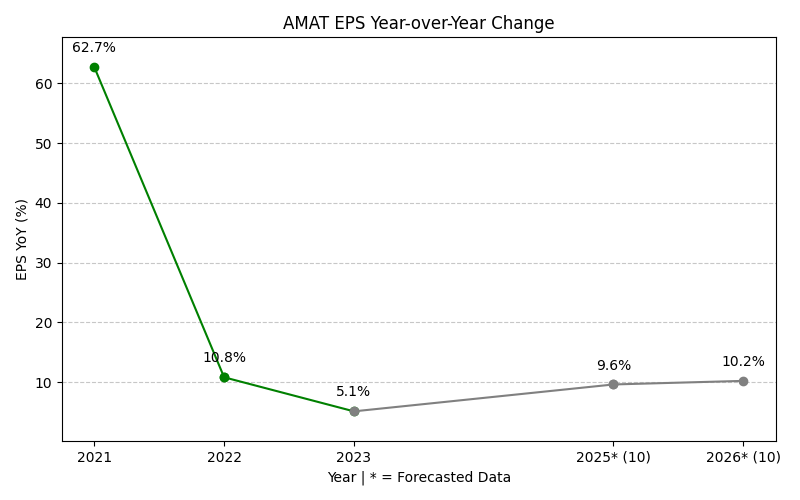 AMAT EPS Year-over-Year Change
62.7%
60
50
EPS YoY (%)
40
30
20
10.8%
9.6%
10.2%
10
5.1%
2021 2022 2023 2025* (10) 2026* (10)
Year | * = Forecasted Data